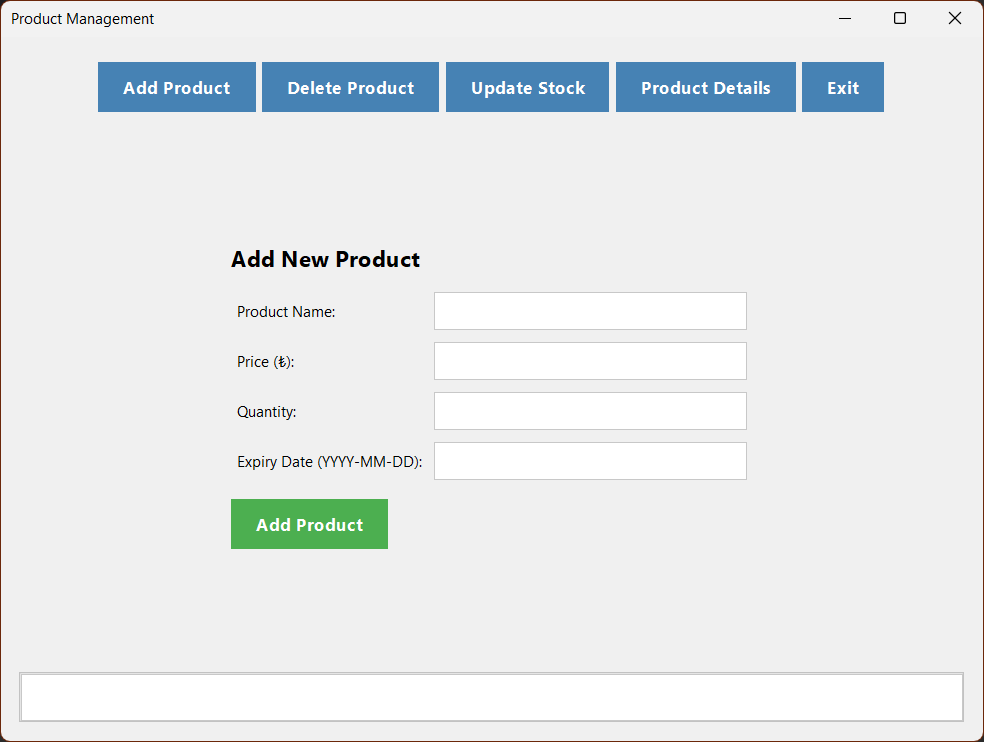 Product Management
Add Product Delete Product Update Stock Product Details Exit
Add New Product
Product Name:
Price (₺):
Quantity:
Expiry Date (YYYY-MM-DD):
Add Product